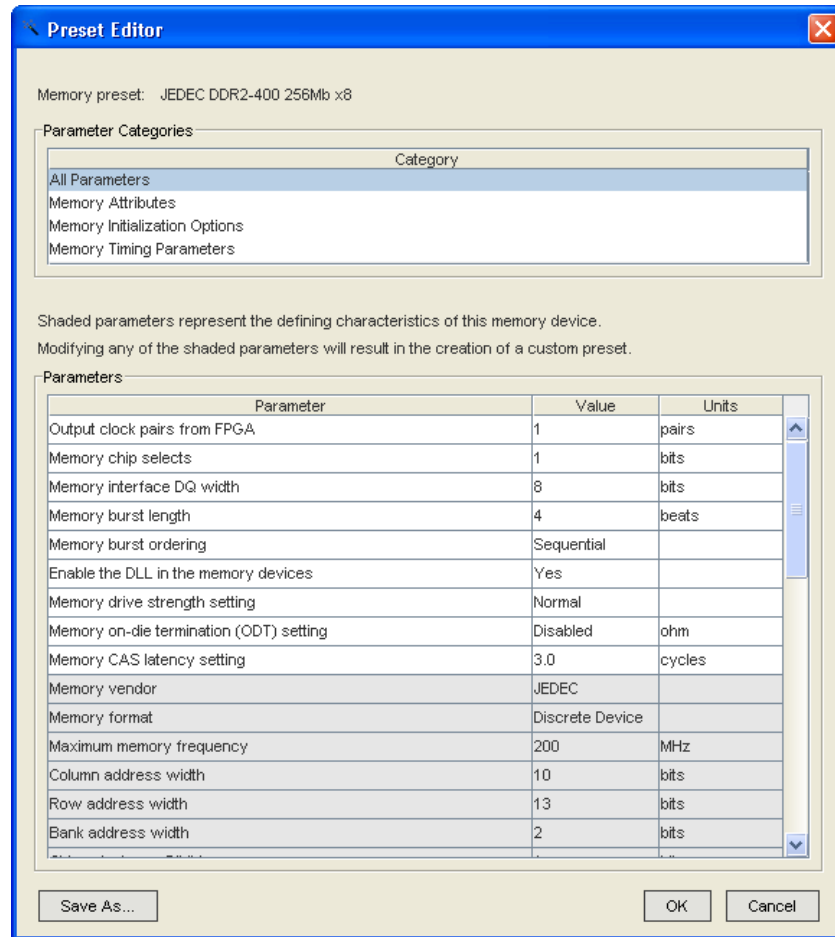 Preset Editor
Memory preset: JEDEC DDR2-400 256Mb x8
Parameter Categories
Category
All Parameters
Memory Attributes
Memory Initialization Options
Memory Timing Parameters
Shaded parameters represent the defining characteristics of this memory device.
Modifying any of the shaded parameters will result in the creation of a custom preset.
Parameters
Parameter Value Units
Output clock pairs from FPGA 1 pairs
Memory chip selects 1 bits
Memory interface DQ width 8 bits
Memory burst length 4 beats
Memory burst ordering Sequential
Enable the DLL in the memory devices Yes
Memory drive strength setting Normal
Memory on-die termination (ODT) setting Disabled ohm
Memory CAS latency setting 3.0 cycles
Memory vendor JEDEC
Memory format Discrete Device
Maximum memory frequency 200 MHz
Column address width 10 bits
Row address width 13 bits
Bank address width 2 bits
Save As... OK Cancel